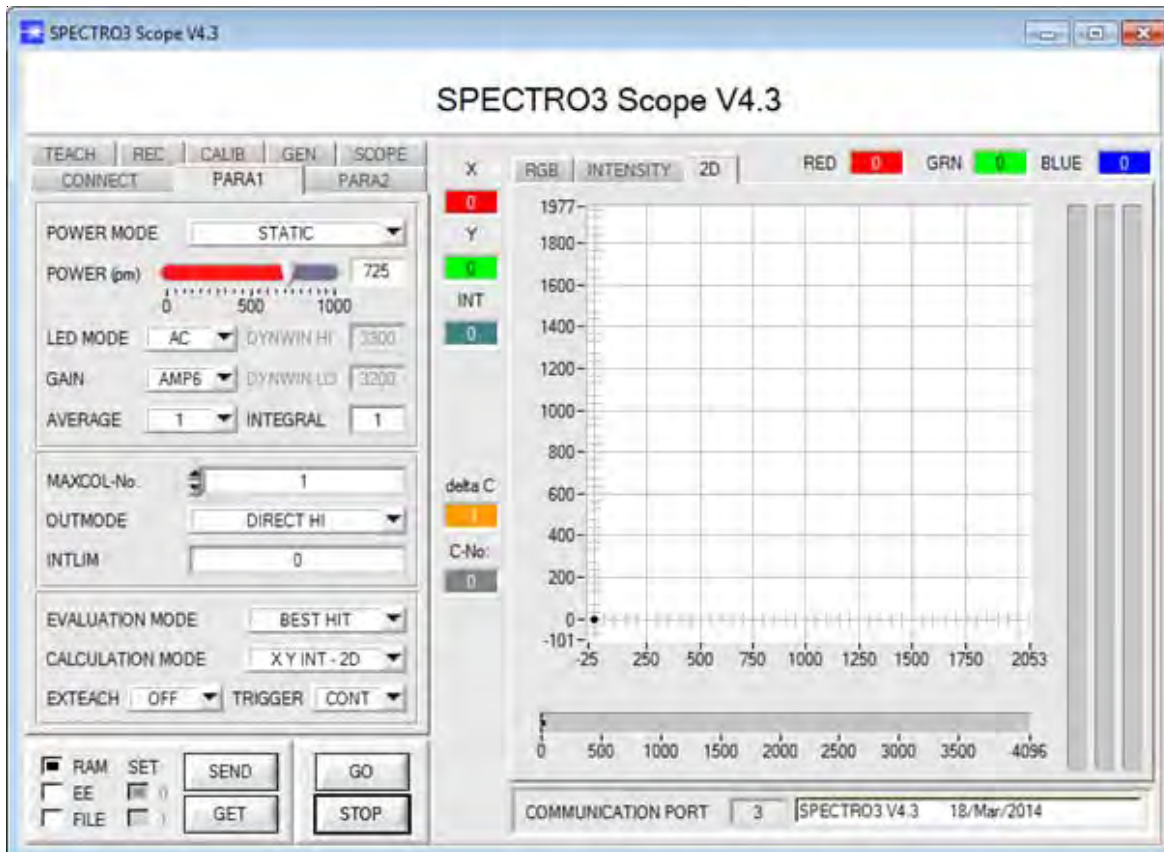 SPECTRO3 Scope V4.3
SPECTRO3 Scope V4.3
TEACH REC CALIB GEN SCOPE
CONNECT PARA1 PARA2
POWER MODE STATIC
POWER (pm) 725
0 500 1000
LED MODE AC DYNWIN HI 3300
GAIN AMP6 DYNWIN LO 3200
AVERAGE 1 INTEGRAL 1
MAXCOL-No. 1
OUTMODE DIRECT HI
INTLIM 0
EVALUATION MODE BEST HIT
CALCULATION MODE X Y INT - 2D
EXTEACH OFF TRIGGER CONT
RAM SET SEND GO
EE 0
FILE GET STOP
X
0
Y
0
INT
0
delta C
-1
C-No:
0
RGB INTENSITY 2D RED 0 GRN 0 BLUE 0
1977
1800
1600
1400
1200
1000
800
600
400
200
0
-101
-25 250 500 750 1000 1250 1500 1750 2053
0 500 1000 1500 2000 2500 3000 3500 4096
COMMUNICATION PORT 3 SPECTRO3 V4.3 18/Mar/2014